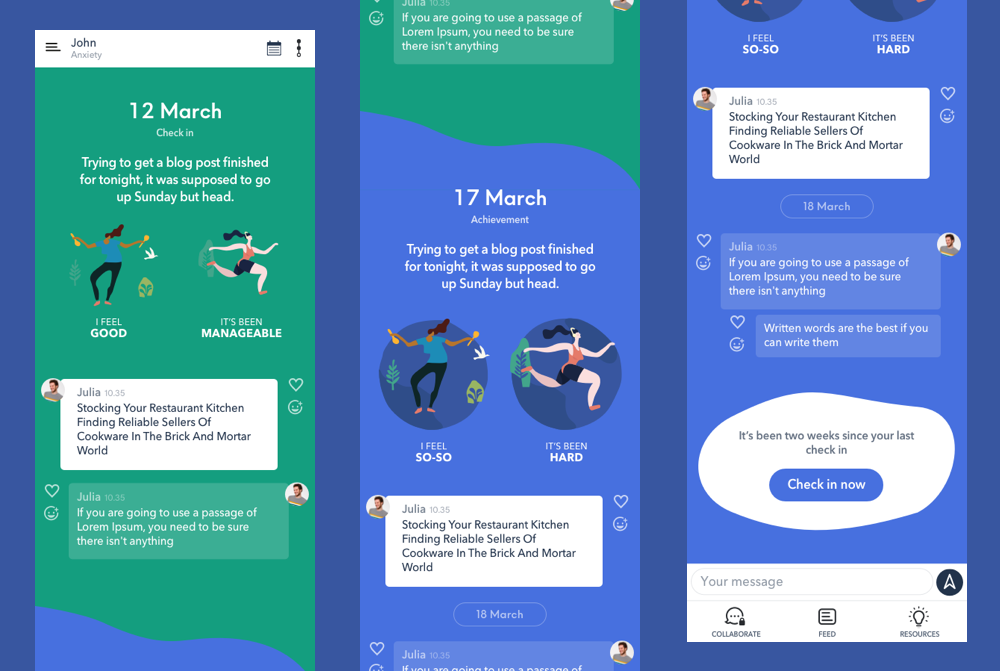 John
Anxiety
12 March
Check in
Trying to get a blog post finished
for tonight, it was supposed to go
up Sunday but head.
I FEEL
GOOD
IT'S BEEN
MANAGEABLE
Julia 10.35
Stocking Your Restaurant Kitchen
Finding Reliable Sellers Of
Cookware In The Brick And Mortar
World
Julia 10.35
If you are going to use a passage of
Lorem Ipsum, you need to be sure
there isn't anything
Julia 10.35
If you are going to use a passage of
Lorem Ipsum, you need to be sure
there isn't anything
17 March
Achievement
Trying to get a blog post finished
for tonight, it was supposed to go
up Sunday but head.
I FEEL
SO-SO
IT'S BEEN
HARD
Julia 10.35
Stocking Your Restaurant Kitchen
Finding Reliable Sellers Of
Cookware In The Brick And Mortar
World
18 March
Julia 10.35
If you are going to use a passage of
I FEEL
SO-SO
IT'S BEEN
HARD
Julia 10.35
Stocking Your Restaurant Kitchen
Finding Reliable Sellers Of
Cookware In The Brick And Mortar
World
18 March
Julia 10.35
If you are going to use a passage of
Lorem Ipsum, you need to be sure
there isn't anything
Written words are the best if you
can write them
It's been two weeks since your last
check in
Check in now
Your message
COLLABORATE
FEED
RESOURCES